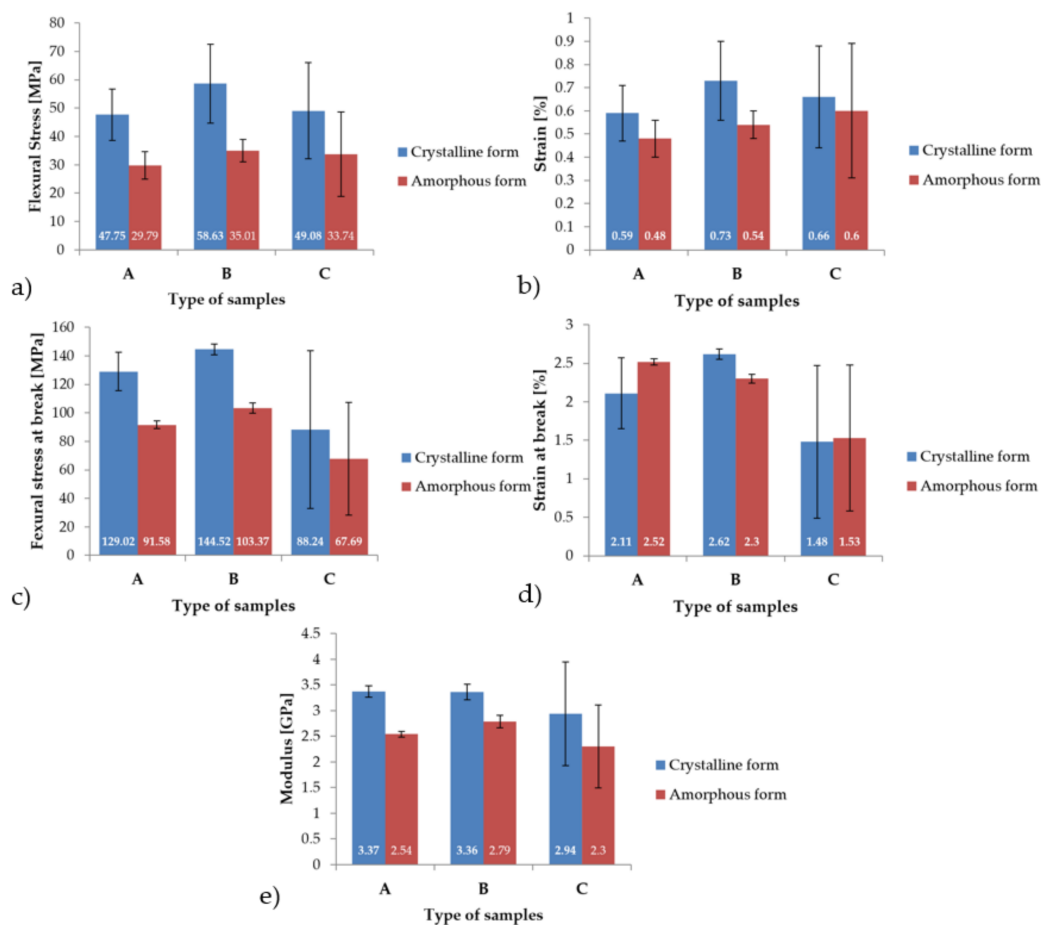 Flexural Stress [MPa]
80
70
60
50
40
30
20
10
0
47.75 29.79 58.63 35.01 49.08 33.74
A B C
Type of samples
Crystalline form
Amorphous form
a)
Strain [%]
1
0.9
0.8
0.7
0.6
0.5
0.4
0.3
0.2
0.1
0
0.59 0.48 0.73 0.54 0.66 0.6
A B C
Type of samples
Crystalline form
Amorphous form
b)
Fexural stress at break [MPa]
160
140
120
100
80
60
40
20
0
129.02 91.58 144.52 103.37 88.24 67.69
A B C
Type of samples
Crystalline form
Amorphous form
c)
Strain at break [%]
3
2.5
2
1.5
1
0.5
0
2.11 2.52 2.62 2.3 1.48 1.53
A B C
Type of samples
Crystalline form
Amorphous form
d)
Modulus [GPa]
4.5
4
3.5
3
2.5
2
1.5
1
0.5
0
3.37 2.54 3.36 2.79 2.94 2.3
A B C
Type of samples
Crystalline form
Amorphous form
e)